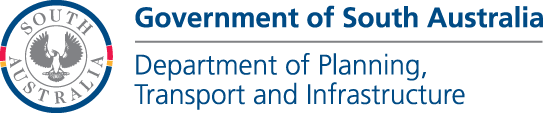 SOUTH
AUSTRALIA
Government of South Australia
Department of Planning,
Transport and Infrastructure